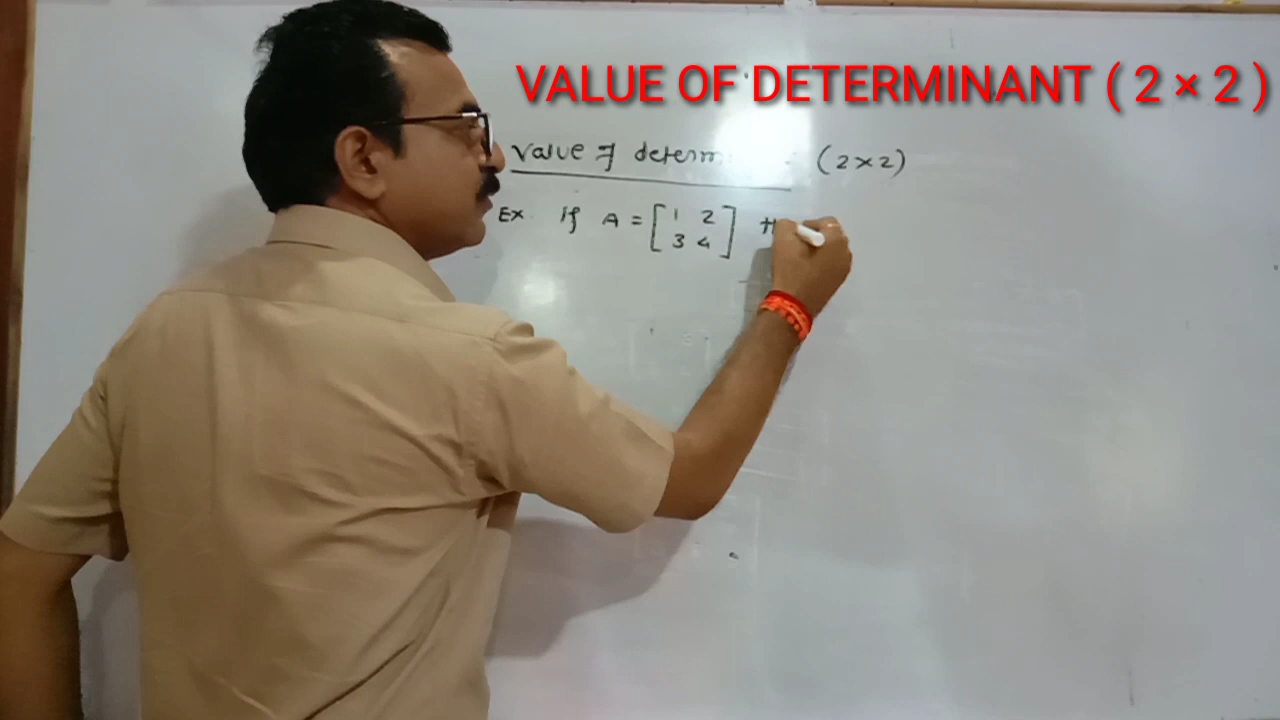 VALUE OF DETERMINANT ( 2 × 2 )
Value of determ (2×2)
Ex. If A = [1 2
3 4]